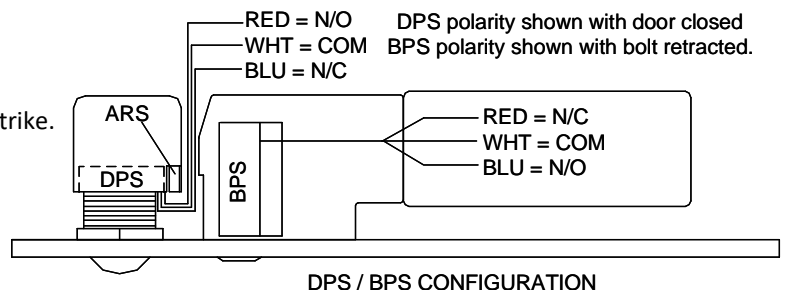 RED = N/O
WHT = COM
BLU = N/C
DPS polarity shown with door closed
BPS polarity shown with bolt retracted.
trike.
ARS
DPS
BPS
RED = N/C
WHT = COM
BLU = N/O
DPS / BPS CONFIGURATION